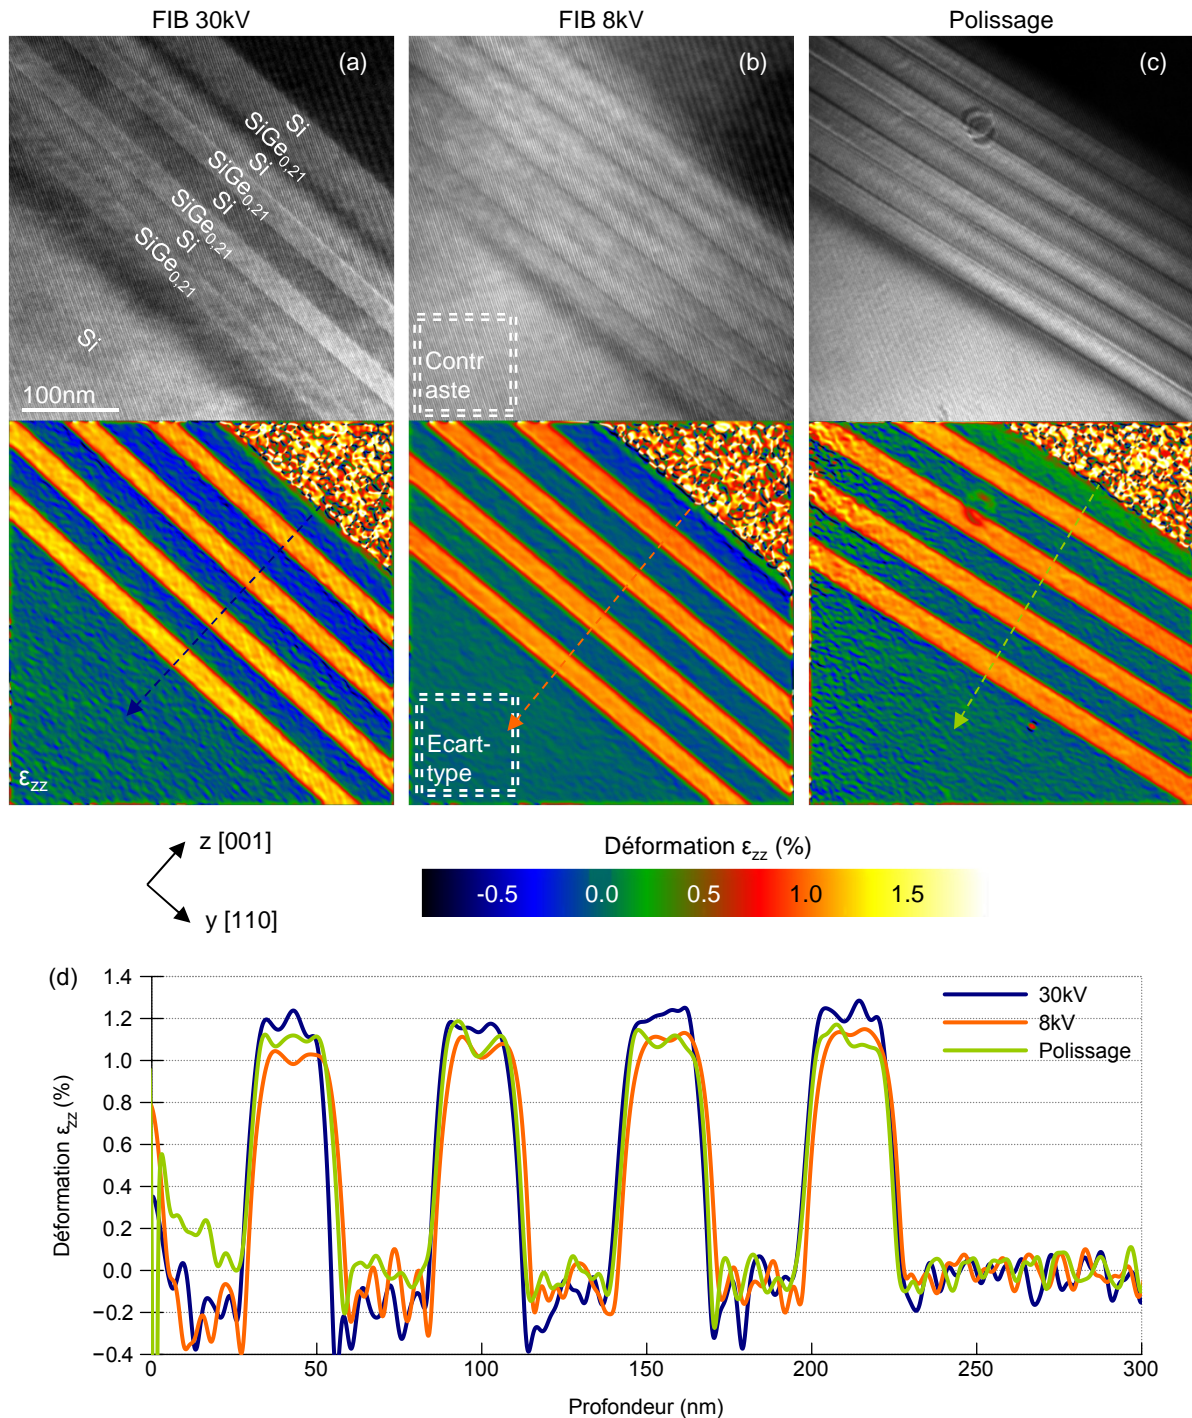 FIB 30kV
FIB 8kV
Polissage
(a)
(b)
(c)
Si
SiGe0,21
Si
SiGe0,21
Si
SiGe0,21
Si
SiGe0,21
Si
100nm
Contr
aste
Ecart-
type
εzz
z [001]
y [110]
Déformation εzz (%)
-0.5 0.0 0.5 1.0 1.5
(d)
1.4
1.2
1.0
0.8
0.6
0.4
0.2
0.0
−0.2
−0.4
Déformation εzz (%)
30kV
8kV
Polissage
0 50 100 150 200 250 300
Profondeur (nm)